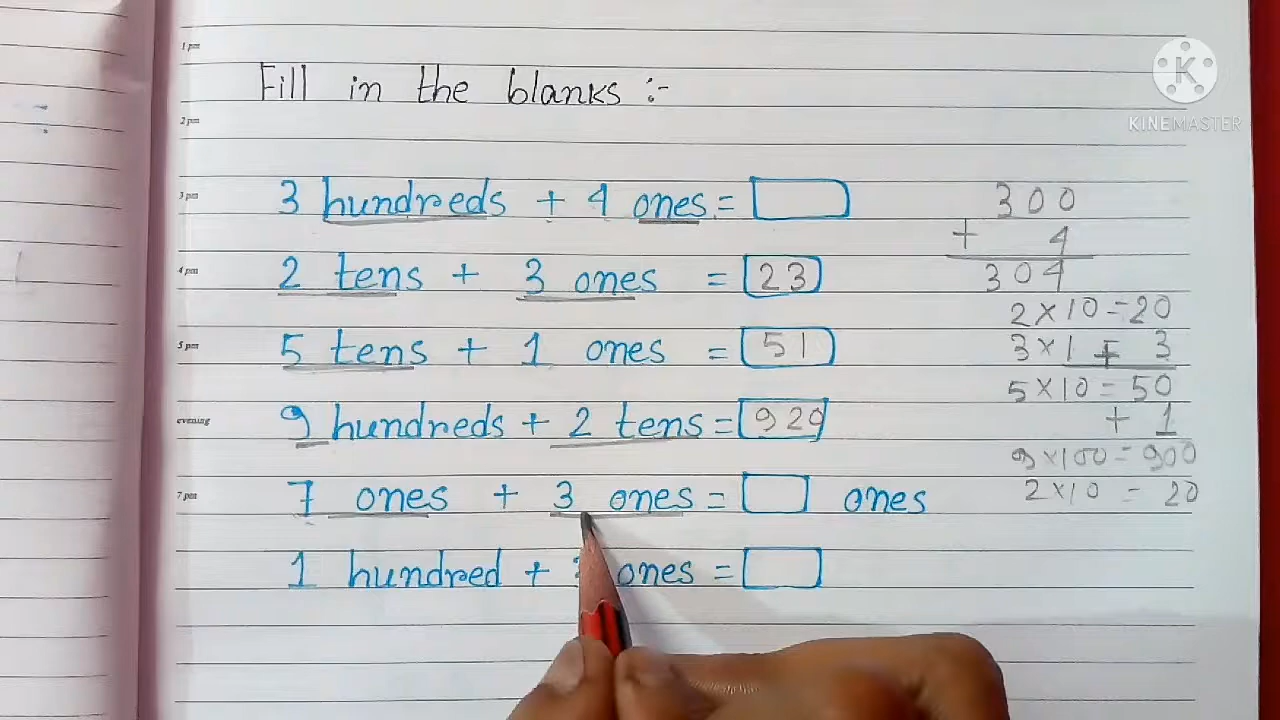 1 pm
Fill in the blanks :-
KINEMASTER
2 pm
3 pm
3 hundreds + 4 ones = 
300
+ 4
304
4 pm
2 tens + 3 ones = 23
2 × 10 = 20
5 pm
5 tens + 1 ones = 51
3 × 1 = 3
5 × 10 = 50
+ 1
evening
9 hundreds + 2 tens = 920
9 × 100 = 900
7 pm
7 ones + 3 ones = ones
2 × 10 = 20
1 hundred + ones =